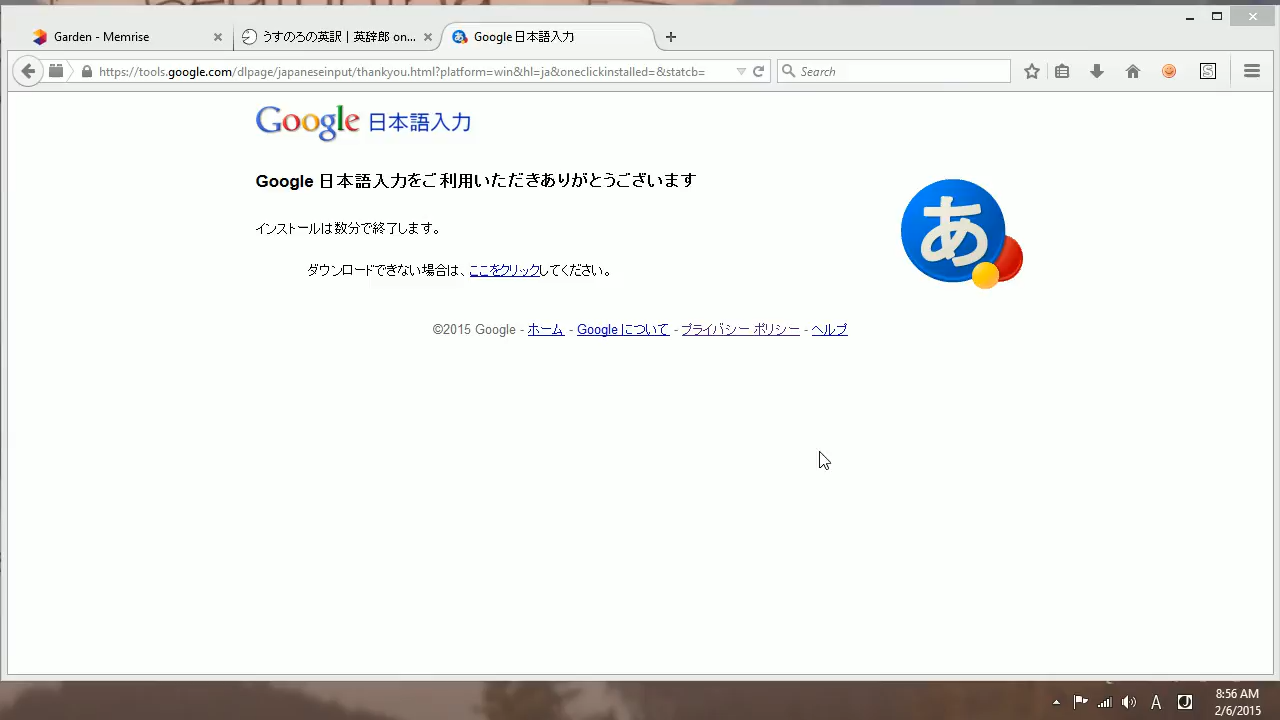 Garden - Memrise
うすのろの英訳|英辞郎 on...
Google 日本語入力
https://tools.google.com/dlpage/japaneseinput/thankyou.html?platform=win&hl=ja&oneclickinstalled=&statcb=
Search
Google 日本語入力
Google 日本語入力をご利用いただきありがとうございます
あ
インストールは数分で終了します。
ダウンロードできない場合は、ここをクリックしてください。
©2015 Google - ホーム - Google について - プライバシー ポリシー - ヘルプ
A
8:56 AM
2/6/2015